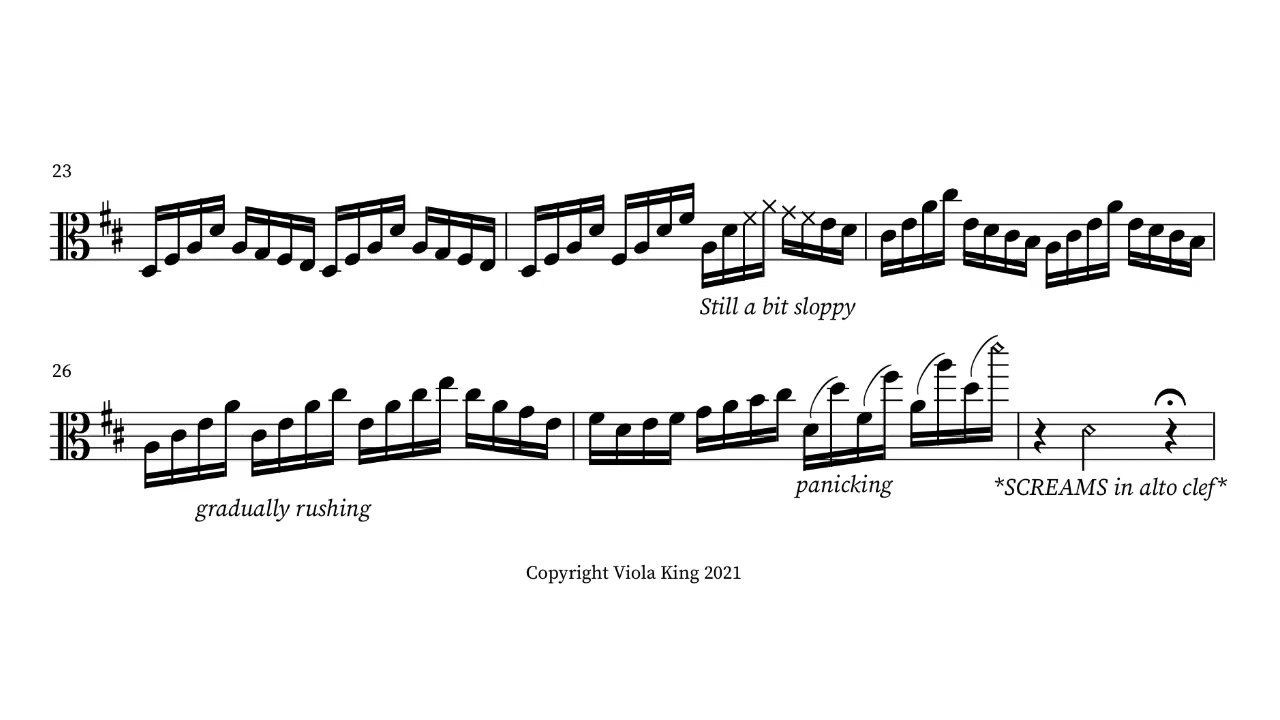 23
Still a bit sloppy
26
gradually rushing
panicking
*SCREAMS in alto clef*
Copyright Viola King 2021